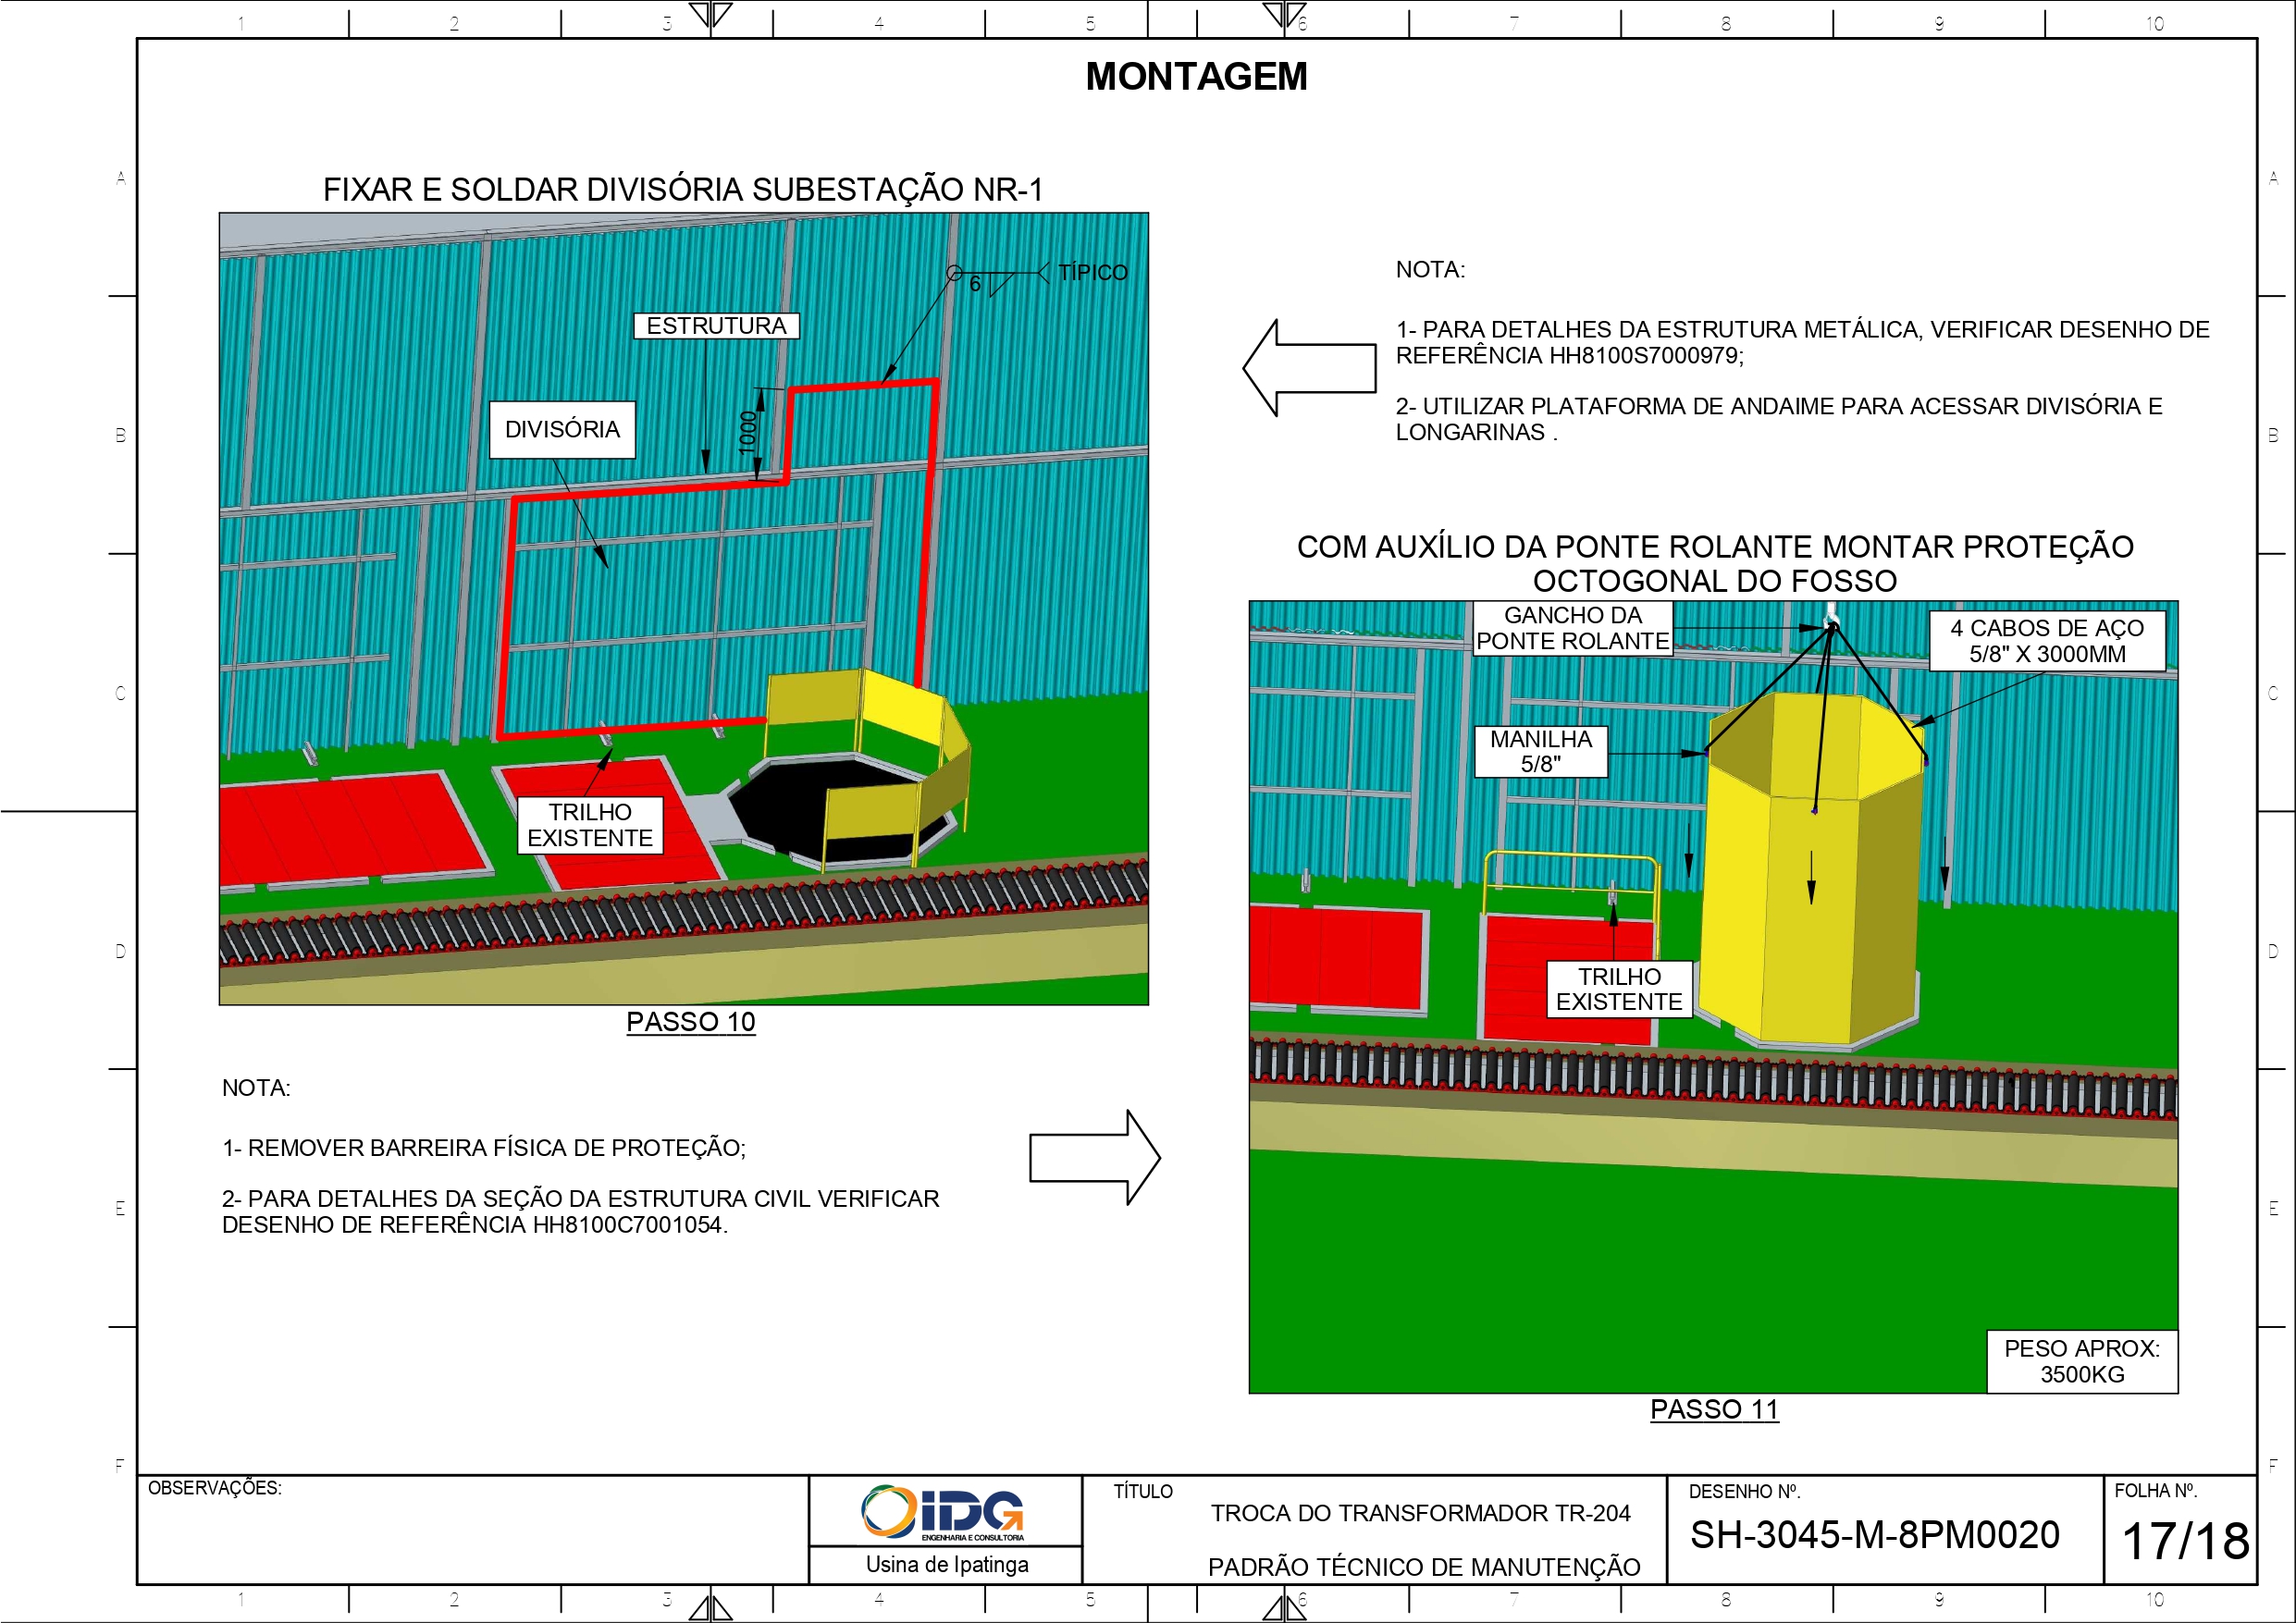 1 2 3 4 5 6 7 8 9 10
MONTAGEM
A A
B B
C C
D D
E E
F F
FIXAR E SOLDAR DIVISÓRIA SUBESTAÇÃO NR-1
6 TÍPICO
ESTRUTURA
1000
DIVISÓRIA
TRILHO
EXISTENTE
PASSO 10
NOTA:
1- REMOVER BARREIRA FÍSICA DE PROTEÇÃO;
2- PARA DETALHES DA SEÇÃO DA ESTRUTURA CIVIL VERIFICAR
DESENHO DE REFERÊNCIA HH8100C7001054.
NOTA:
1- PARA DETALHES DA ESTRUTURA METÁLICA, VERIFICAR DESENHO DE
REFERÊNCIA HH8100S7000979;
2- UTILIZAR PLATAFORMA DE ANDAIME PARA ACESSAR DIVISÓRIA E
LONGARINAS .
COM AUXÍLIO DA PONTE ROLANTE MONTAR PROTEÇÃO
OCTOGONAL DO FOSSO
GANCHO DA
PONTE ROLANTE
4 CABOS DE AÇO
5/8" X 3000MM
MANILHA
5/8"
TRILHO
EXISTENTE
PESO APROX:
3500KG
PASSO 11
OBSERVAÇÕES:
IDG
ENGENHARIA E CONSULTORIA
Usina de Ipatinga
TÍTULO
TROCA DO TRANSFORMADOR TR-204
PADRÃO TÉCNICO DE MANUTENÇÃO
DESENHO Nº.
SH-3045-M-8PM0020
FOLHA Nº.
17/18
1 2 3 4 5 6 7 8 9 10